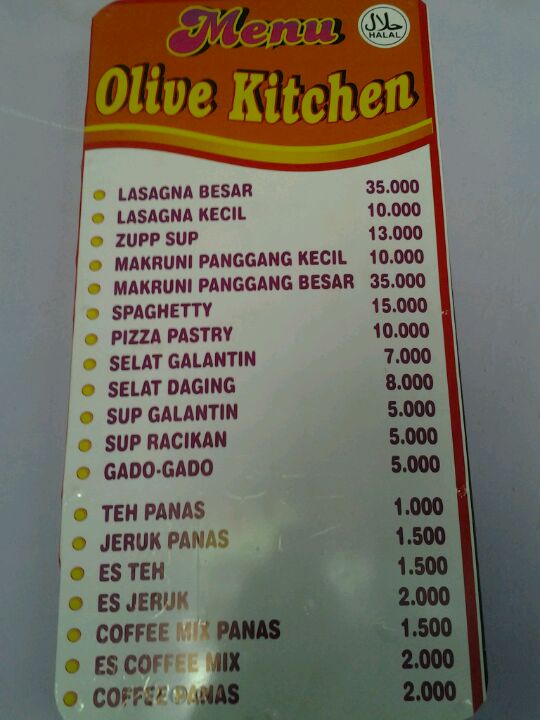 Menu
حلال
HALAL
Olive Kitchen
LASAGNA BESAR 35.000
LASAGNA KECIL 10.000
ZUPP SUP 13.000
MAKRUNI PANGGANG KECIL 10.000
MAKRUNI PANGGANG BESAR 35.000
SPAGHETTY 15.000
PIZZA PASTRY 10.000
SELAT GALANTIN 7.000
SELAT DAGING 8.000
SUP GALANTIN 5.000
SUP RACIKAN 5.000
GADO-GADO 5.000
TEH PANAS 1.000
JERUK PANAS 1.500
ES TEH 1.500
ES JERUK 2.000
COFFEE MIX PANAS 1.500
ES COFFEE MIX 2.000
COFFEE PANAS 2.000